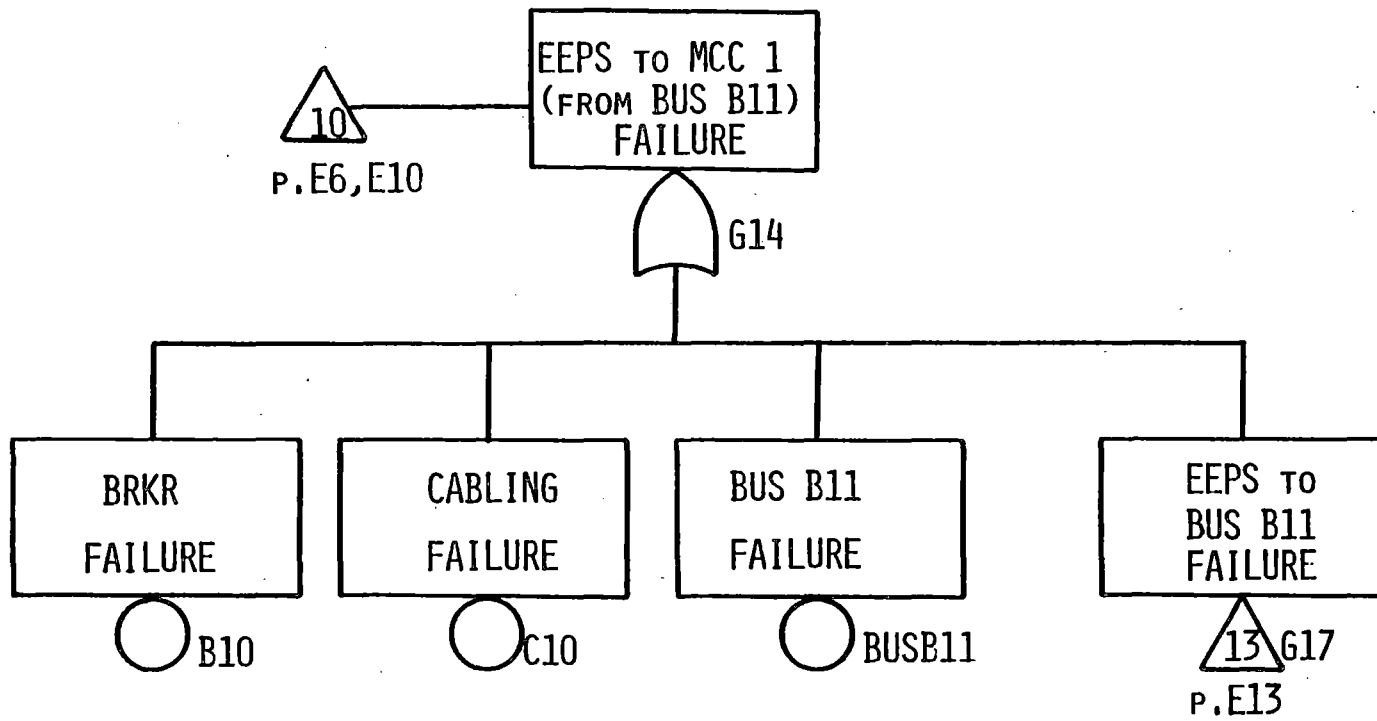 EEPS TO MCC 1
(FROM BUS B11)
FAILURE
10
P.E6,E10
G14
BRKR
FAILURE
B10
CABLING
FAILURE
C10
BUS B11
FAILURE
BUSB11
EEPS TO
BUS B11
FAILURE
13
G17
P.E13